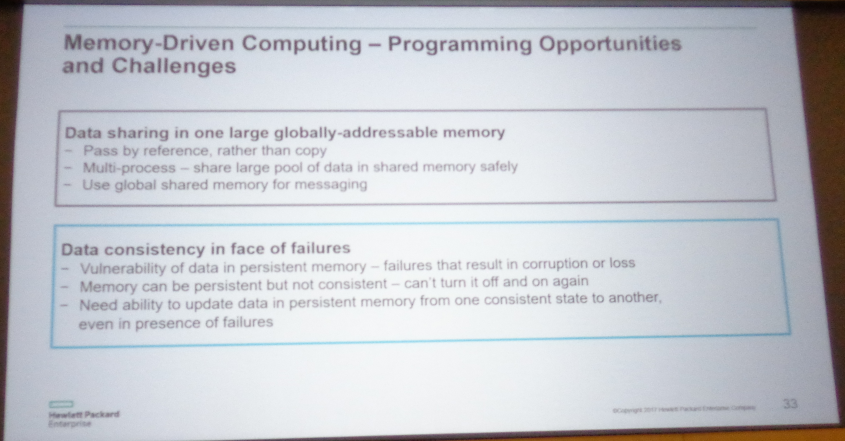 Memory-Driven Computing – Programming Opportunities
and Challenges
Data sharing in one large globally-addressable memory
– Pass by reference, rather than copy
– Multi-process – share large pool of data in shared memory safely
– Use global shared memory for messaging
Data consistency in face of failures
– Vulnerability of data in persistent memory – failures that result in corruption or loss
– Memory can be persistent but not consistent – can't turn it off and on again
– Need ability to update data in persistent memory from one consistent state to another,
even in presence of failures
Hewlett Packard
Enterprise
©Copyright 2017 Hewlett Packard Enterprise Company
33